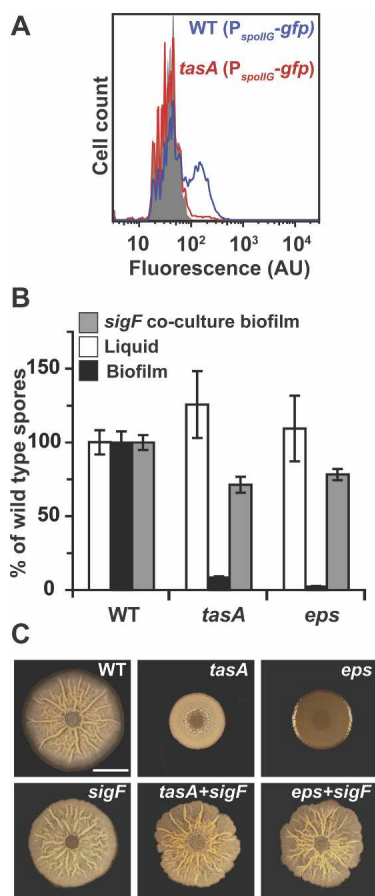 A
WT (PspoIIG-gfp)
tasA (PspoIIG-gfp)
Cell count
10 10² 10³ 10⁴
Fluorescence (AU)
B
sigF co-culture biofilm
Liquid
Biofilm
% of wild type spores
150
100
50
0
WT tasA eps
C
WT tasA eps
sigF tasA+sigF eps+sigF